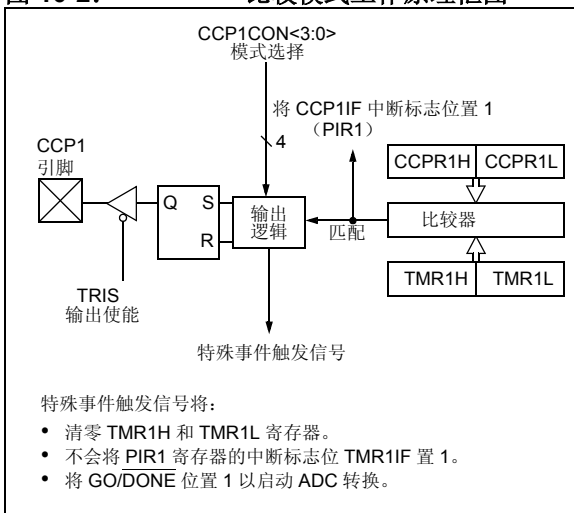 CCP1CON<3:0>
模式选择
将 CCP1IF 中断标志位置 1
（PIR1）
4
CCP1
引脚
CCPR1H CCPR1L
Q S
R
输出
逻辑
匹配
比较器
TMR1H TMR1L
TRIS
输出使能
特殊事件触发信号
特殊事件触发信号将：
• 清零 TMR1H 和 TMR1L 寄存器。
• 不会将 PIR1 寄存器的中断标志位 TMR1IF 置 1。
• 将 GO/DONE 位置 1 以启动 ADC 转换。